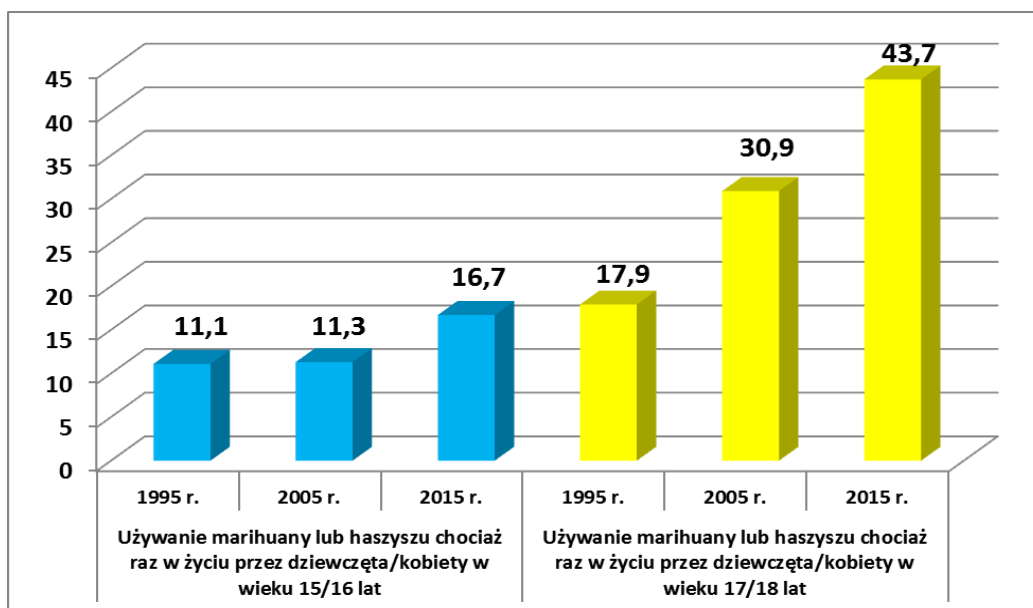 45
40
35
30
25
20
15
10
5
0
11,1
11,3
16,7
17,9
30,9
43,7
1995 r.
2005 r.
2015 r.
1995 r.
2005 r.
2015 r.
Używanie marihuany lub haszyszu chociaż
raz w życiu przez dziewczęta/kobiety w
wieku 15/16 lat
Używanie marihuany lub haszyszu chociaż
raz w życiu przez dziewczęta/kobiety w
wieku 17/18 lat